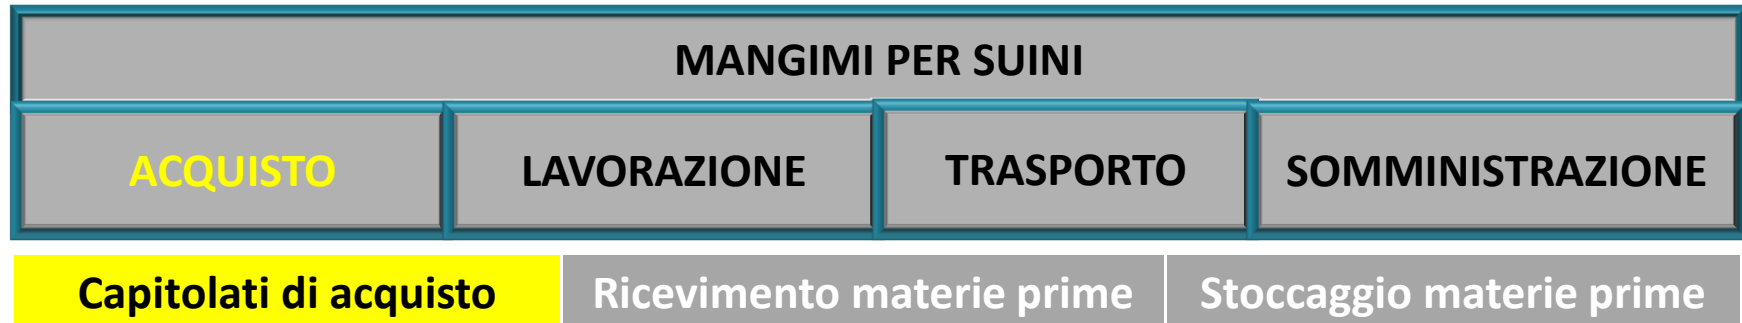 MANGIMI PER SUINI
ACQUISTO LAVORAZIONE TRASPORTO SOMMINISTRAZIONE
Capitolati di acquisto Ricevimento materie prime Stoccaggio materie prime